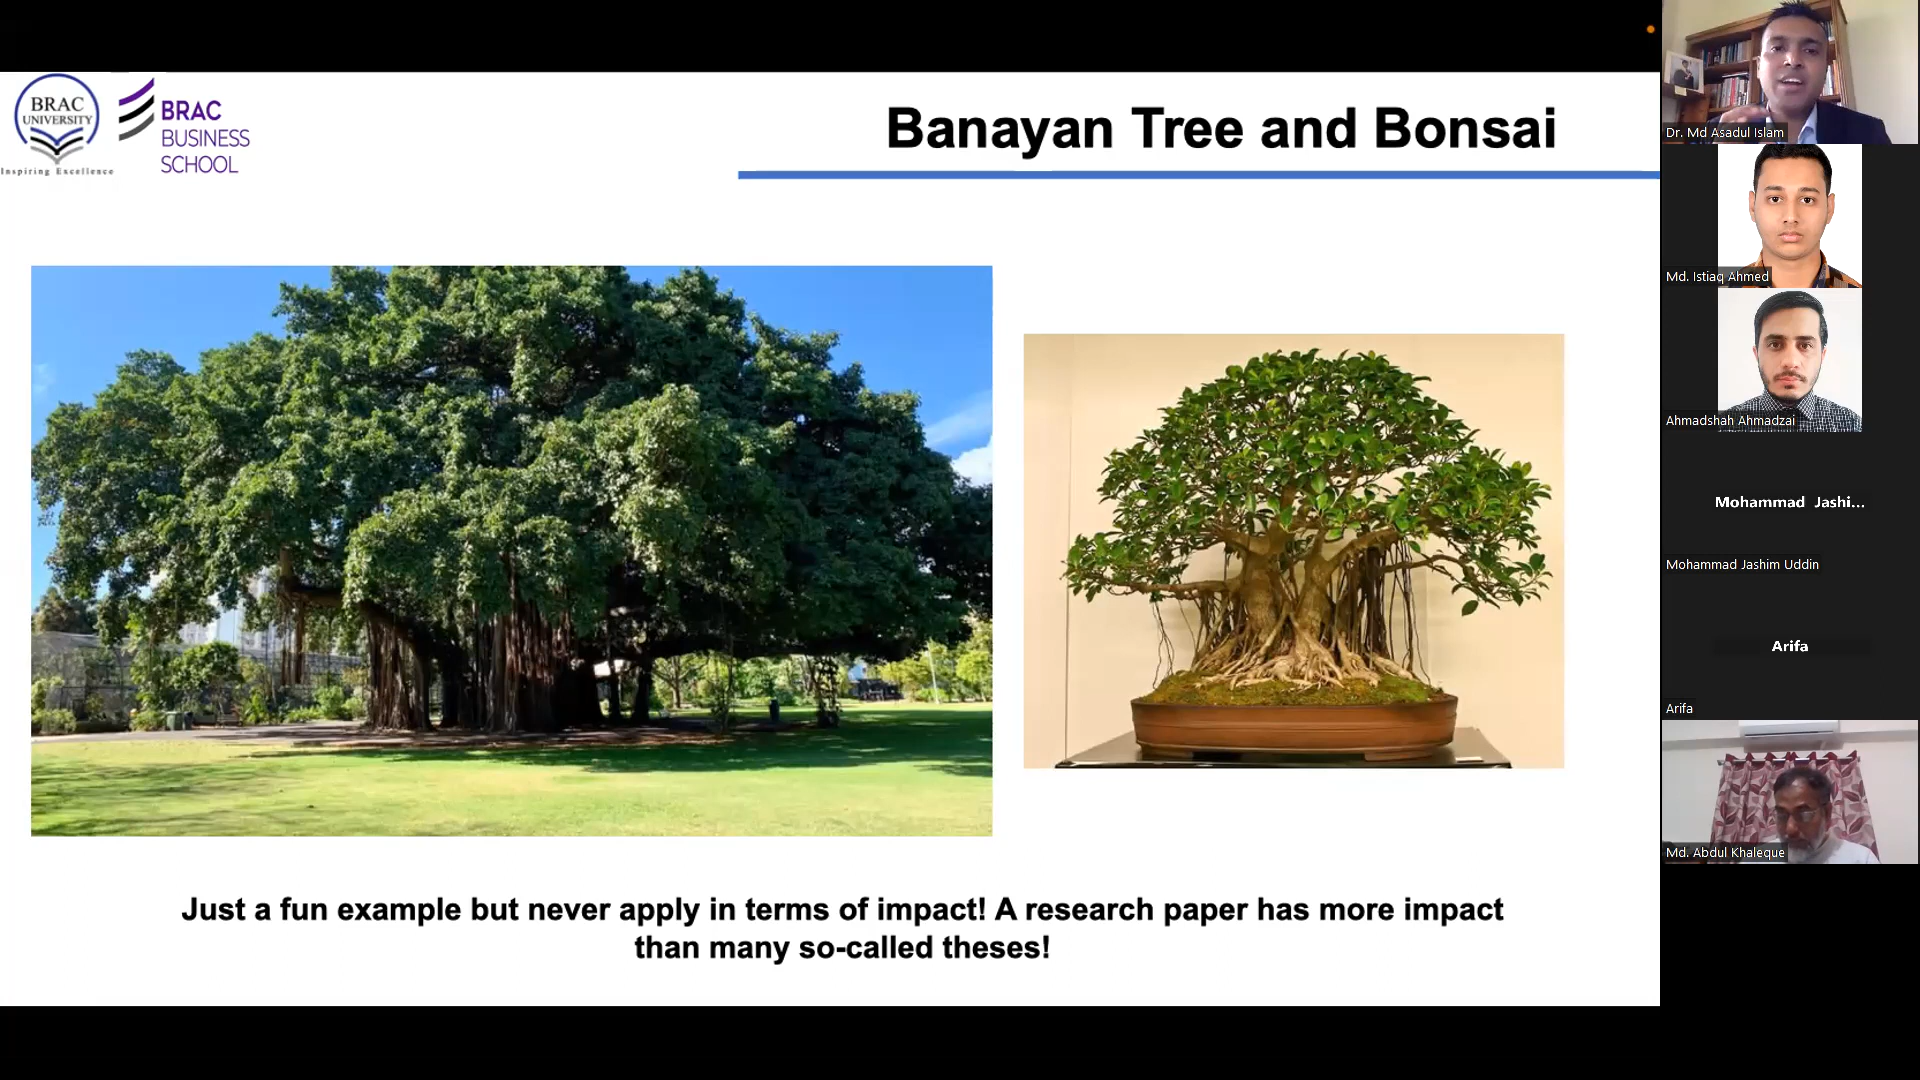 BRAC
UNIVERSITY
Inspiring Excellence
BRAC
BUSINESS
SCHOOL
Banayan Tree and Bonsai
Just a fun example but never apply in terms of impact! A research paper has more impact
than many so-called theses!
Dr. Md Asadul Islam
Md. Istiaq Ahmed
Ahmadshah Ahmadzai
Mohammad Jashi...
Mohammad Jashim Uddin
Arifa
Arifa
Md. Abdul Khaleque